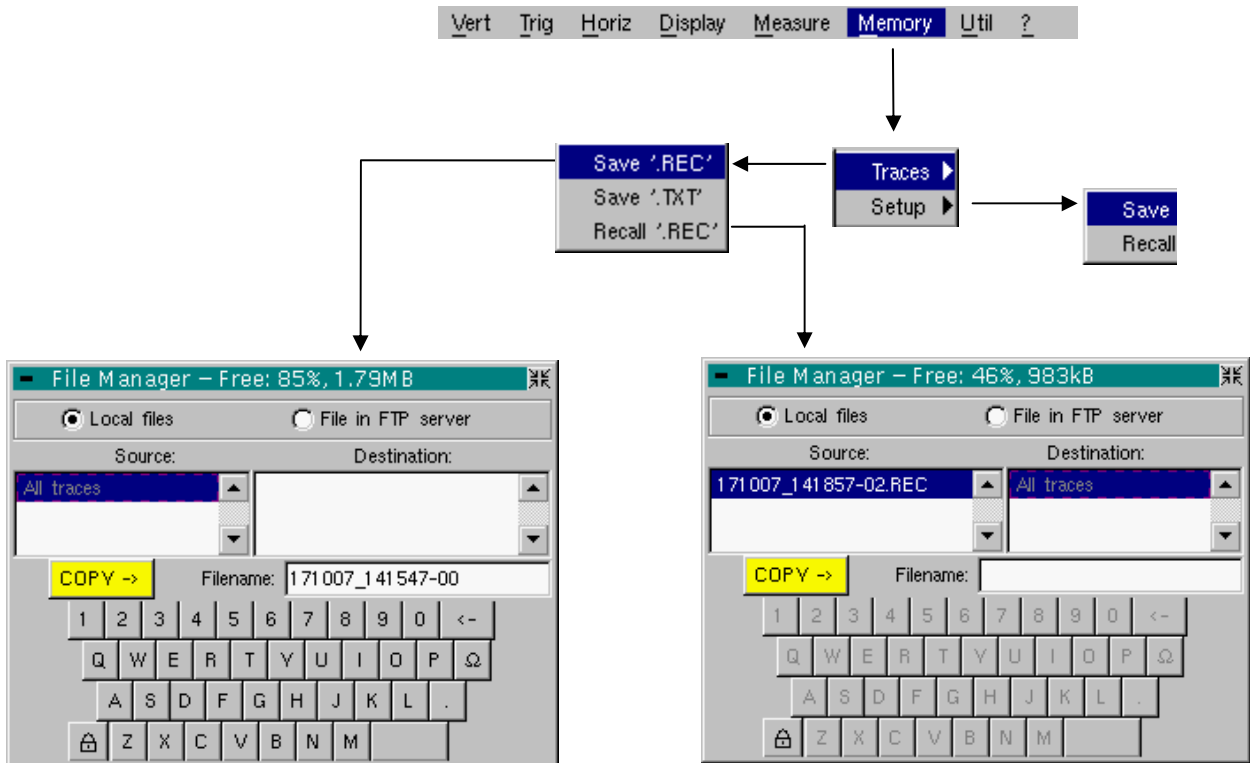 Vert Trig Horiz Display Measure Memory Util ?
Traces
Setup
Save '.REC'
Save '.TXT'
Recall '.REC'
Save
Recall
File Manager – Free: 85%, 1.79MB
Local files File in FTP server
Source: Destination:
All traces
COPY -> Filename: 171007_141547-00
1 2 3 4 5 6 7 8 9 0 <-
Q W E R T Y U I O P Ω
A S D F G H J K L .
Z X C V B N M
File Manager – Free: 46%, 983kB
Local files File in FTP server
Source: Destination:
171007_141857-02.REC All traces
COPY -> Filename:
1 2 3 4 5 6 7 8 9 0 <-
Q W E R T Y U I O P Ω
A S D F G H J K L .
Z X C V B N M